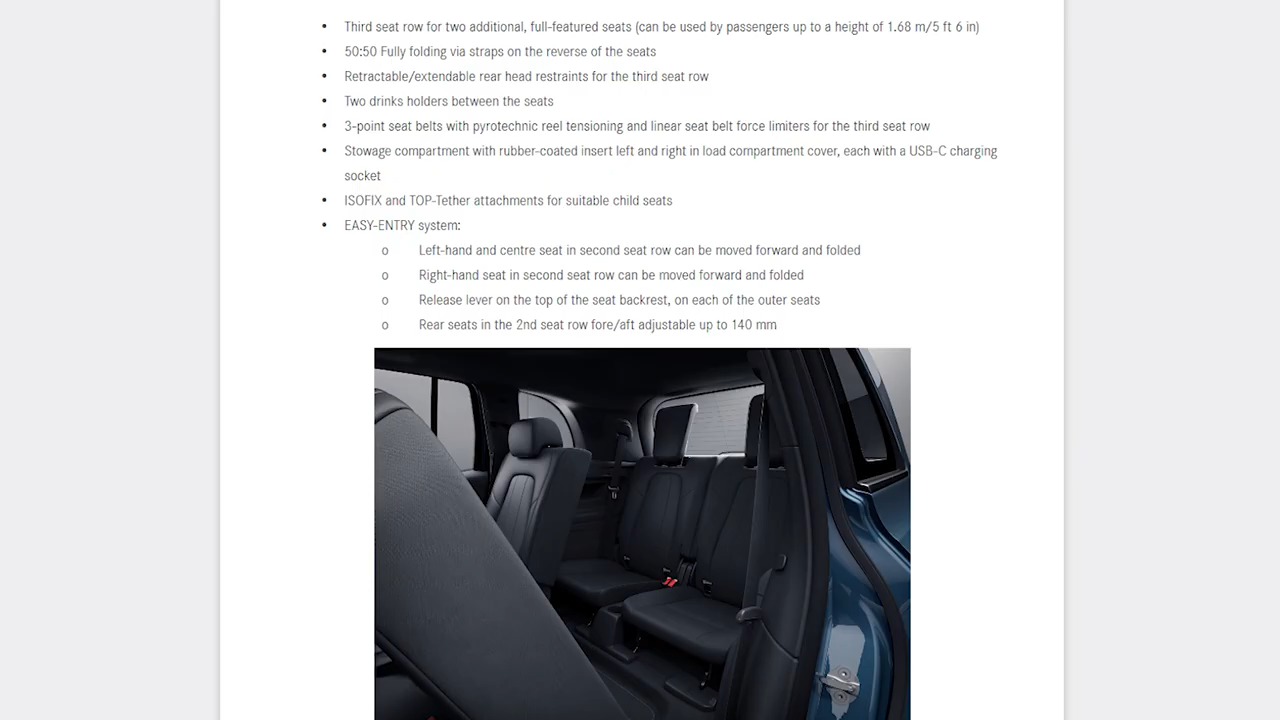 • Third seat row for two additional, full-featured seats (can be used by passengers up to a height of 1.68 m/5 ft 6 in)
• 50:50 Fully folding via straps on the reverse of the seats
• Retractable/extendable rear head restraints for the third seat row
• Two drinks holders between the seats
• 3-point seat belts with pyrotechnic reel tensioning and linear seat belt force limiters for the third seat row
• Stowage compartment with rubber-coated insert left and right in load compartment cover, each with a USB-C charging
socket
• ISOFIX and TOP-Tether attachments for suitable child seats
• EASY-ENTRY system:
o Left-hand and centre seat in second seat row can be moved forward and folded
o Right-hand seat in second seat row can be moved forward and folded
o Release lever on the top of the seat backrest, on each of the outer seats
o Rear seats in the 2nd seat row fore/aft adjustable up to 140 mm